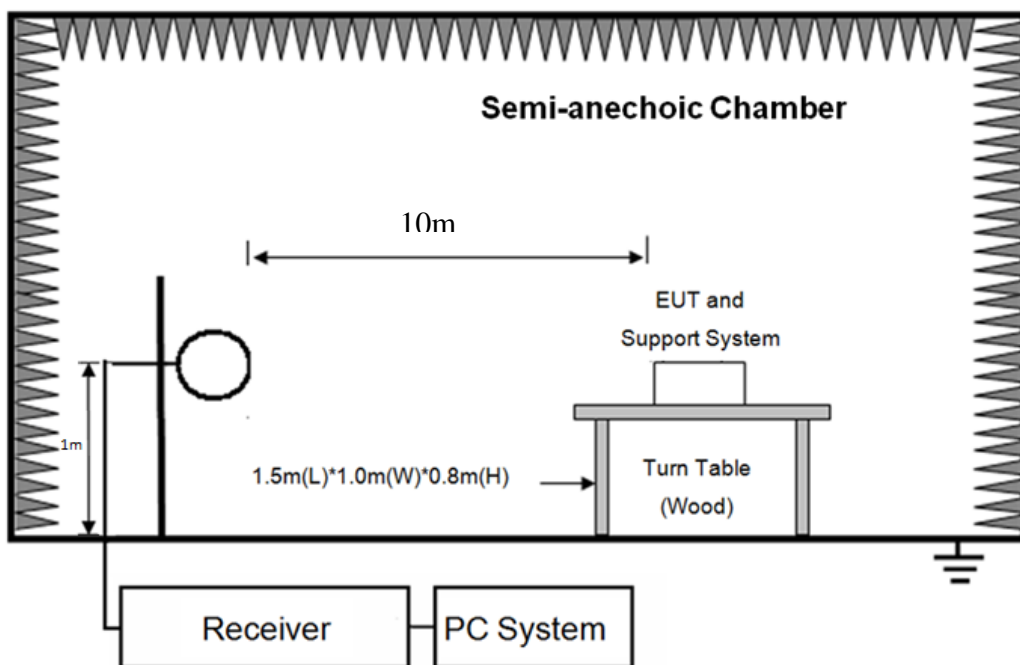 Semi-anechoic Chamber
10m
EUT and
Support System
1m
1.5m(L)*1.0m(W)*0.8m(H)
Turn Table
(Wood)
Receiver
PC System